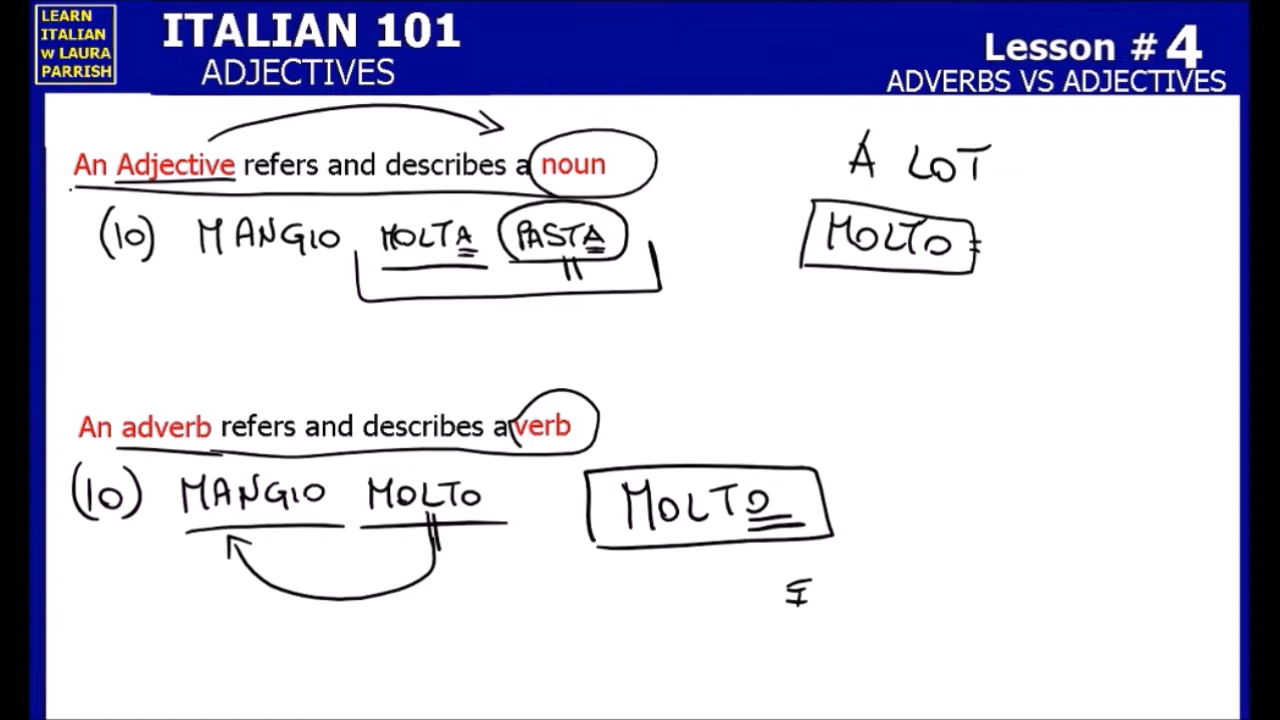 LEARN
ITALIAN
w LAURA
PARRISH
ITALIAN 101
ADJECTIVES
Lesson # 4
ADVERBS VS ADJECTIVES
An Adjective refers and describes a noun
A LOT
(IO) MANGIO MOLTA PASTA
MOLTO
An adverb refers and describes a verb
(IO) MANGIO MOLTO
MOLTO